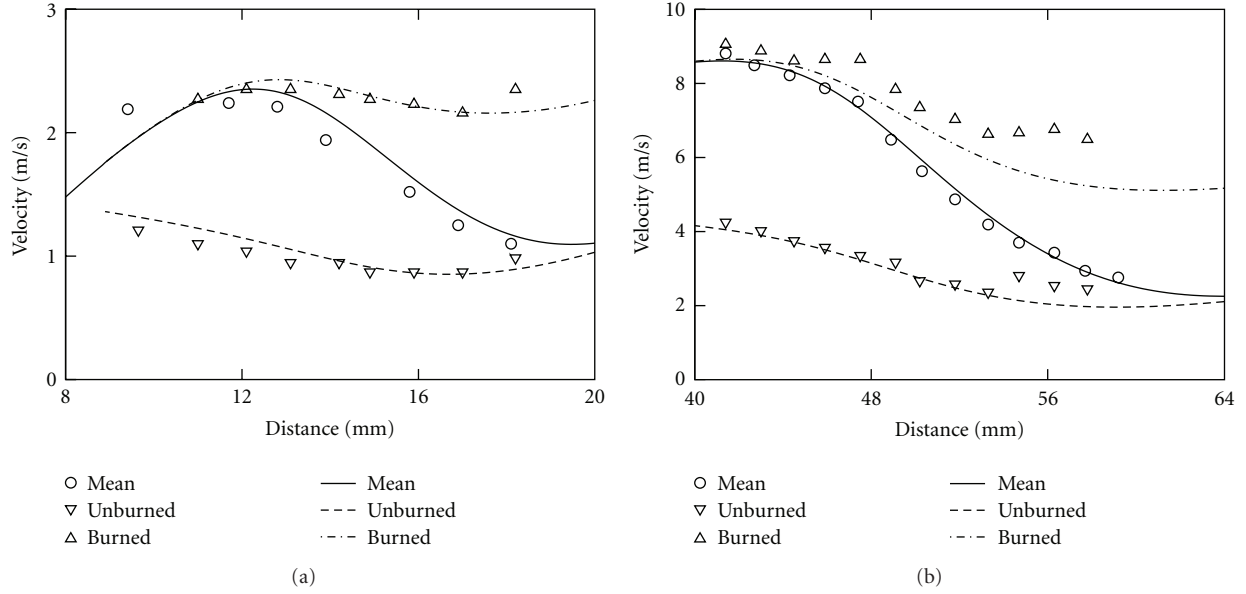 3
2
1
0
Velocity (m/s)
8 12 16 20
Distance (mm)
Mean Mean
Unburned Unburned
Burned Burned
(a)
10
8
6
4
2
0
Velocity (m/s)
40 48 56 64
Distance (mm)
Mean Mean
Unburned Unburned
Burned Burned
(b)